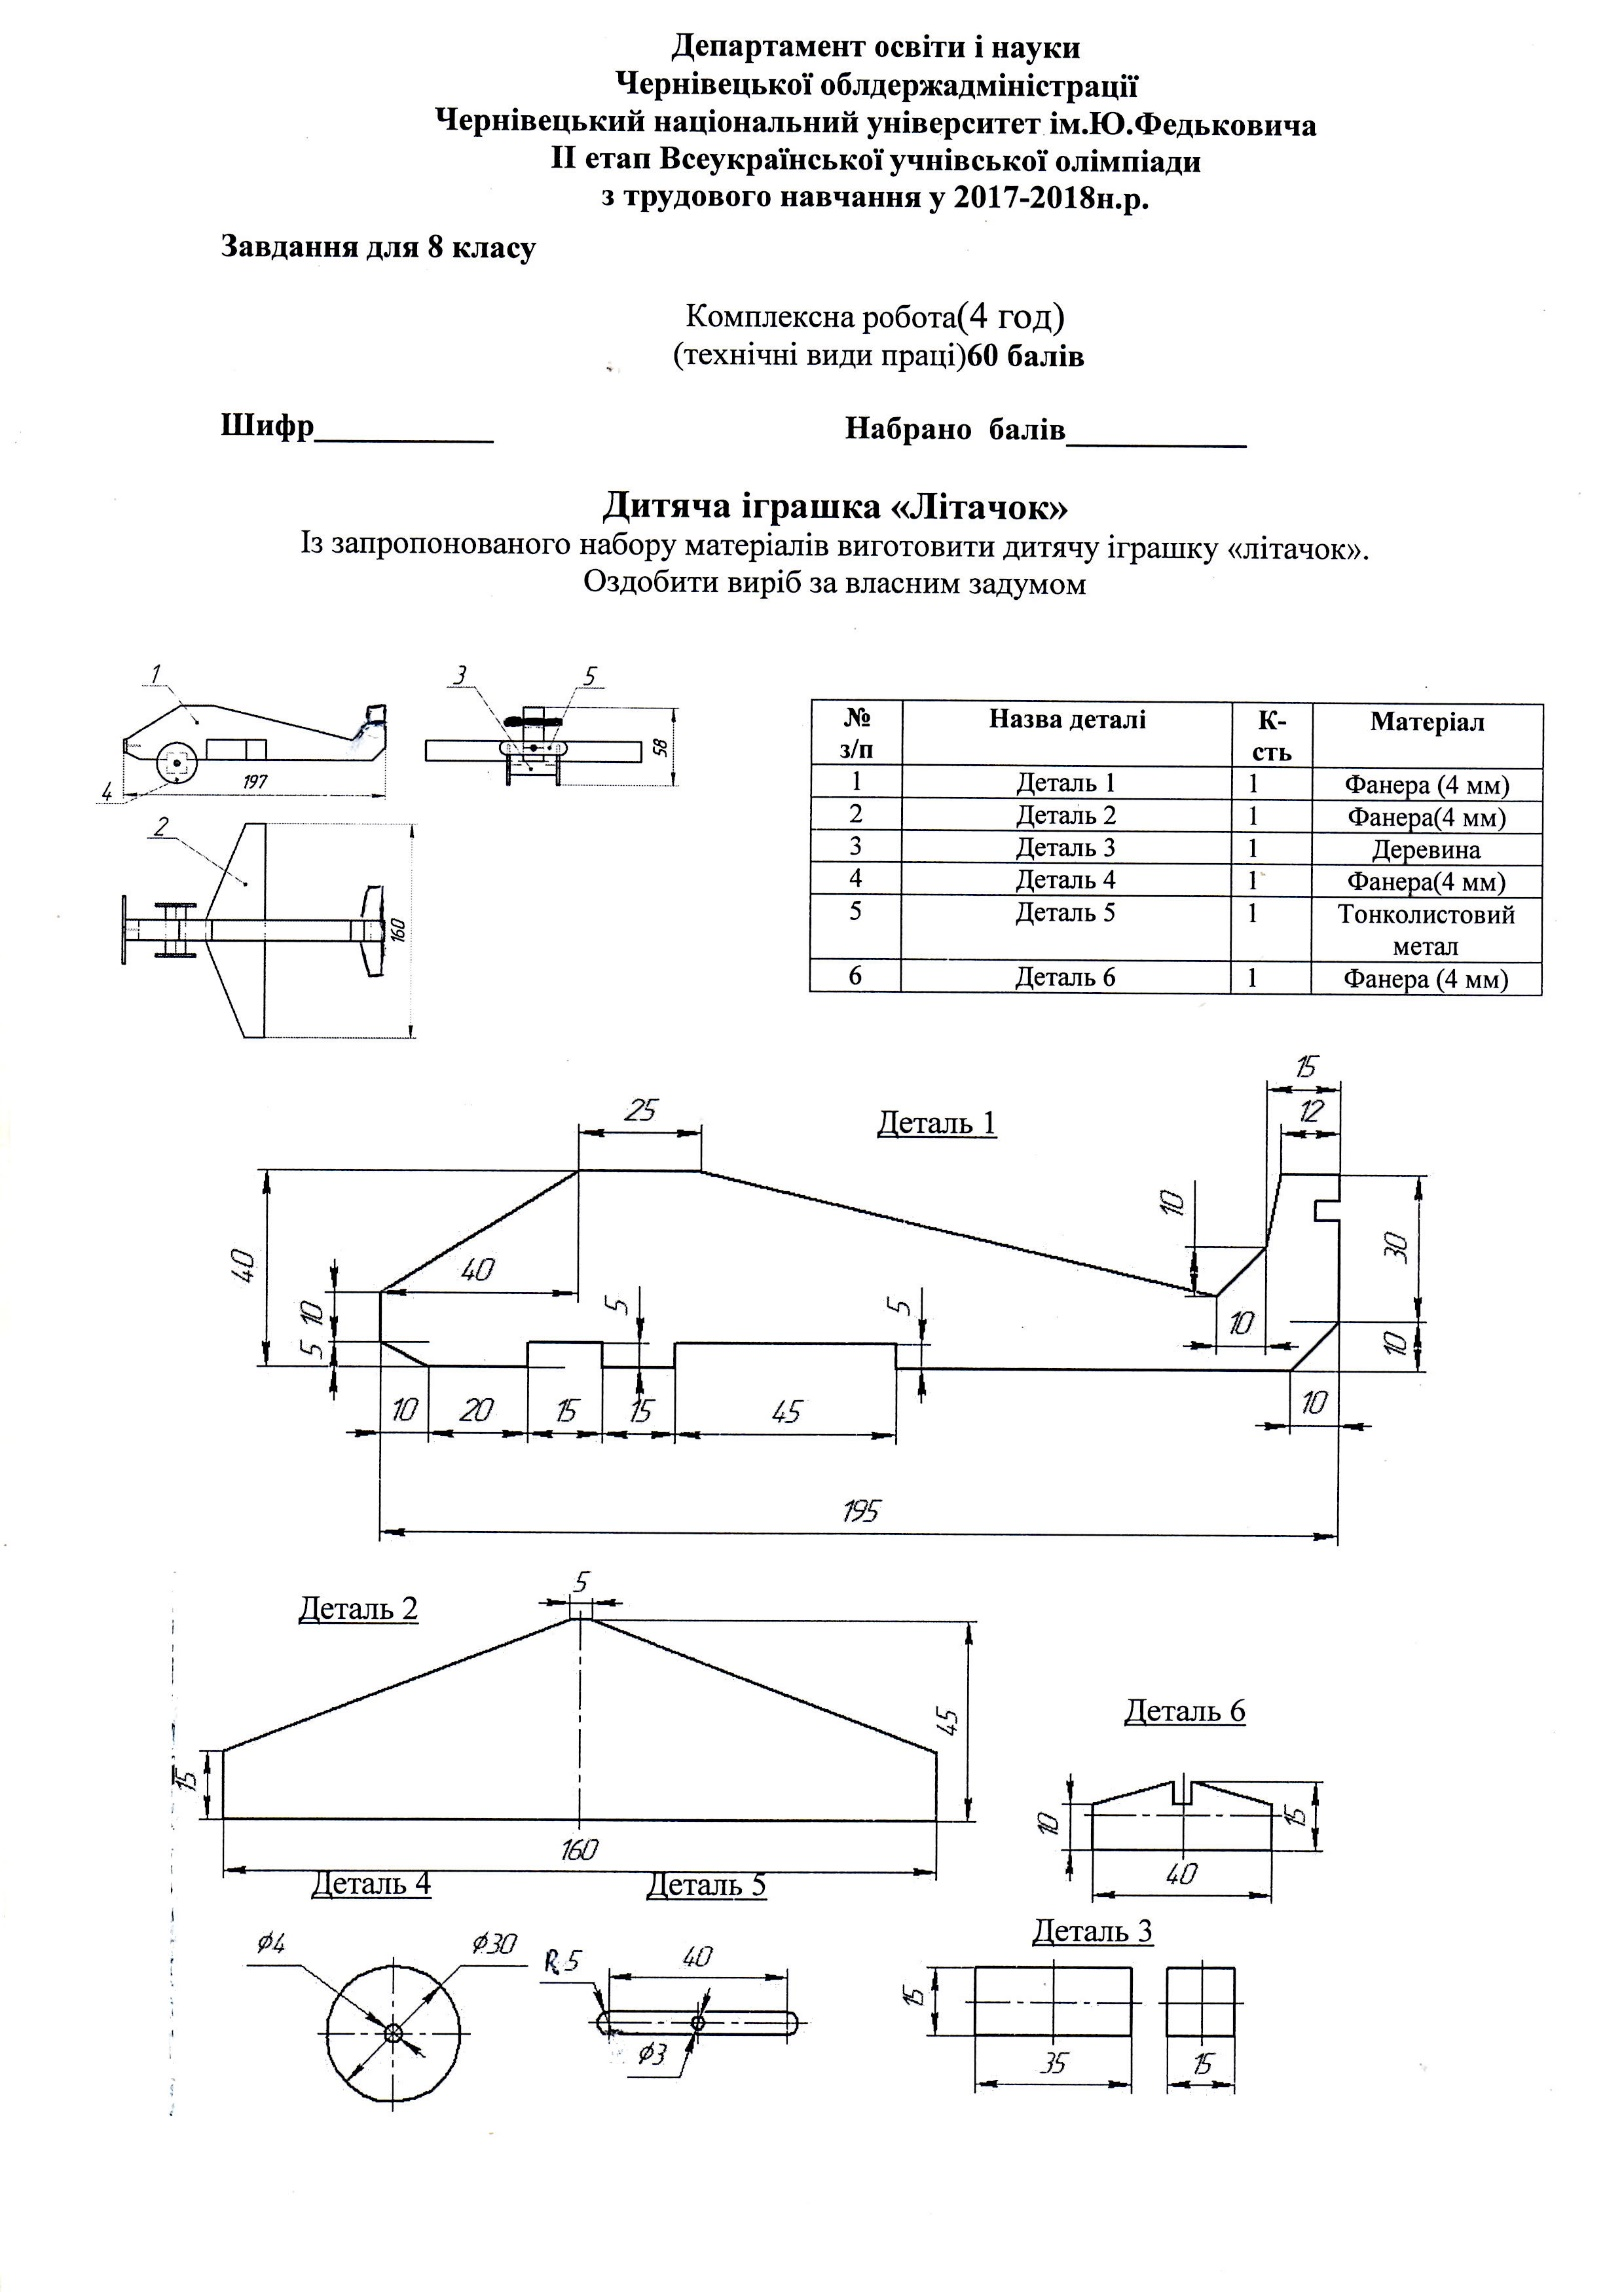 Департамент освіти і науки
Чернівецької облдержадміністрації
Чернівецький національний університет ім.Ю.Федьковича
ІІ етап Всеукраїнської учнівської олімпіади
з трудового навчання у 2017-2018н.р.
Завдання для 8 класу
Комплексна робота(4 год)
(технічні види праці)60 балів
Шифр___________ Набрано балів___________
Дитяча іграшка «Літачок»
Із запропонованого набору матеріалів виготовити дитячу іграшку «літачок».
Оздобити виріб за власним задумом
1
3 5
58
4 197
2
160
№ з/п Назва деталі К-сть Матеріал
1 Деталь 1 1 Фанера (4 мм)
2 Деталь 2 1 Фанера(4 мм)
3 Деталь 3 1 Деревина
4 Деталь 4 1 Фанера(4 мм)
5 Деталь 5 1 Тонколистовий метал
6 Деталь 6 1 Фанера (4 мм)
15
25 Деталь 1 12
10
40 40 30
10 5 5
5 10 10
10 20 15 15 45 10
195
5
Деталь 2
45
Деталь 6
15
10 15
160 40
Деталь 4 Деталь 5
Деталь 3
ϕ4 ϕ30 R5 40
15
ϕ3 35 15